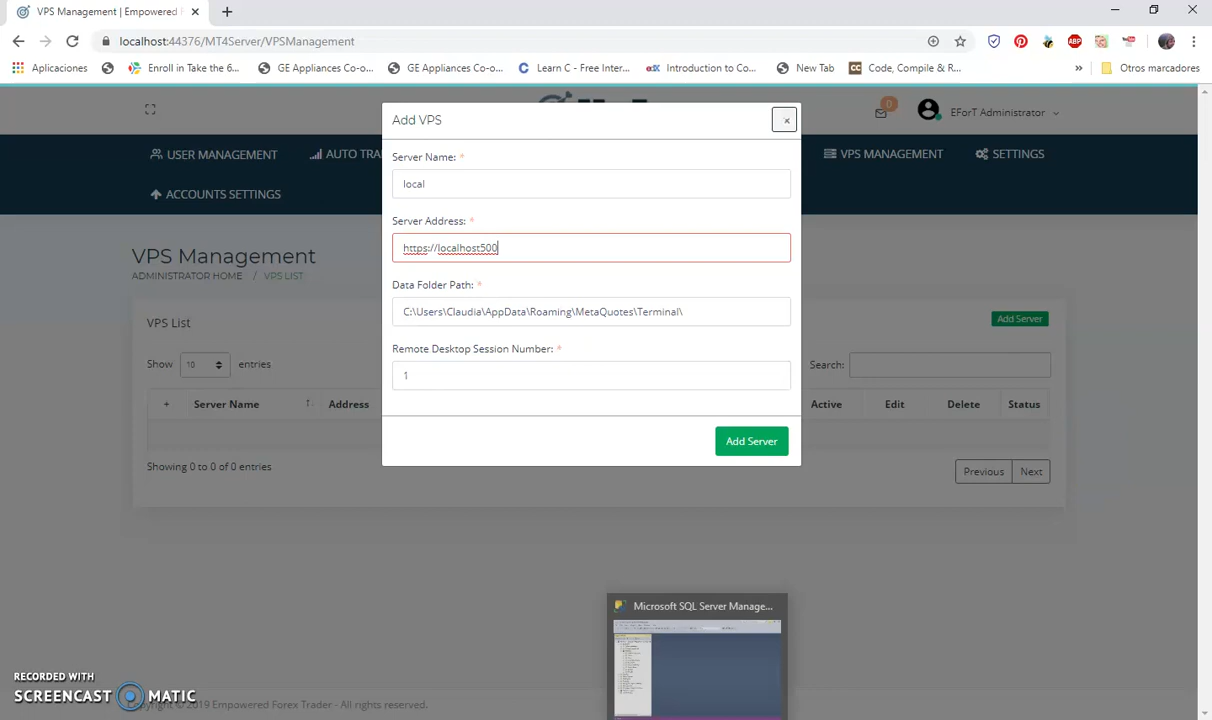 VPS Management | Empowered F
localhost:44376/MT4Server/VPSManagement
ABP
Aplicaciones
Enroll in Take the 6...
GE Appliances Co-o...
GE Appliances Co-o...
Learn C - Free Inter...
edX
Introduction to Co...
New Tab
CC
Code, Compile & R...
»
Otros marcadores
0
EForT Administrator
USER MANAGEMENT
AUTO TRA
VPS MANAGEMENT
SETTINGS
ACCOUNTS SETTINGS
Add VPS
×
Server Name: *
local
Server Address: *
https://localhost500
Data Folder Path: *
C:\Users\Claudia\AppData\Roaming\MetaQuotes\Terminal\
Remote Desktop Session Number: *
1
Add Server
VPS Management
ADMINISTRATOR HOME / VPS LIST
VPS List
Add Server
Show 10 entries
Search:
+ Server Name Address Active Edit Delete Status
Showing 0 to 0 of 0 entries
Previous Next
Microsoft SQL Server Manage...
RECORDED WITH
SCREENCAST MATIC
Copyright © 2019 Empowered Forex Trader - All rights reserved.